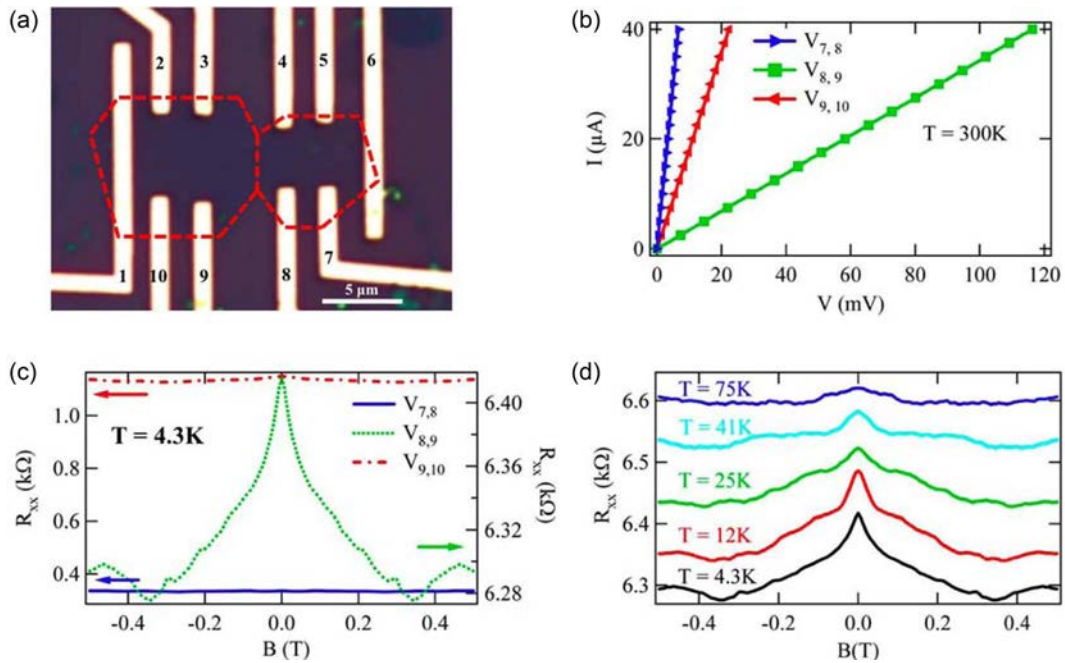 (a)
2 3 4 5 6
1 10 9 8 7
5 μm
(b)
40
20
0
I (μA)
V7, 8
V8, 9
V9, 10
T = 300K
0 20 40 60 80 100 120
V (mV)
(c)
1.0
0.8
0.6
0.4
Rxx (kΩ)
T = 4.3K
V7,8
V8,9
V9,10
6.40
6.36
6.32
6.28
Rxx (kΩ)
-0.4 -0.2 0.0 0.2 0.4
B (T)
(d)
6.6
6.5
6.4
6.3
Rxx (kΩ)
T = 75K
T = 41K
T = 25K
T = 12K
T = 4.3K
-0.4 -0.2 0.0 0.2 0.4
B(T)